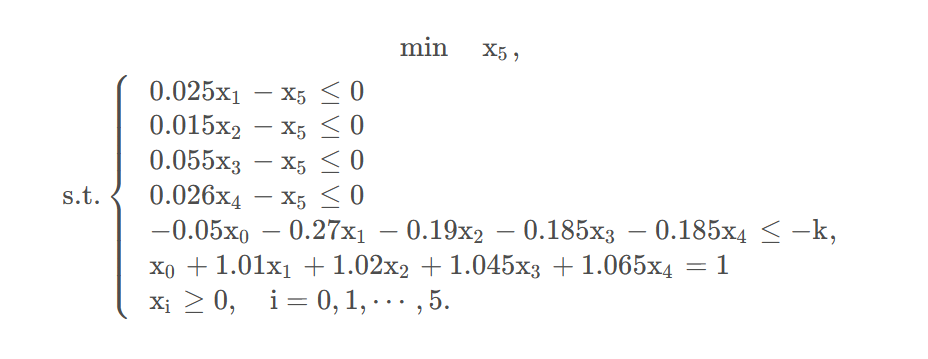 min x₅,
0.025x₁ − x₅ ≤ 0
0.015x₂ − x₅ ≤ 0
0.055x₃ − x₅ ≤ 0
s.t. { 0.026x₄ − x₅ ≤ 0
−0.05x₀ − 0.27x₁ − 0.19x₂ − 0.185x₃ − 0.185x₄ ≤ −k,
x₀ + 1.01x₁ + 1.02x₂ + 1.045x₃ + 1.065x₄ = 1
xᵢ ≥ 0, i = 0, 1, ⋯ , 5.